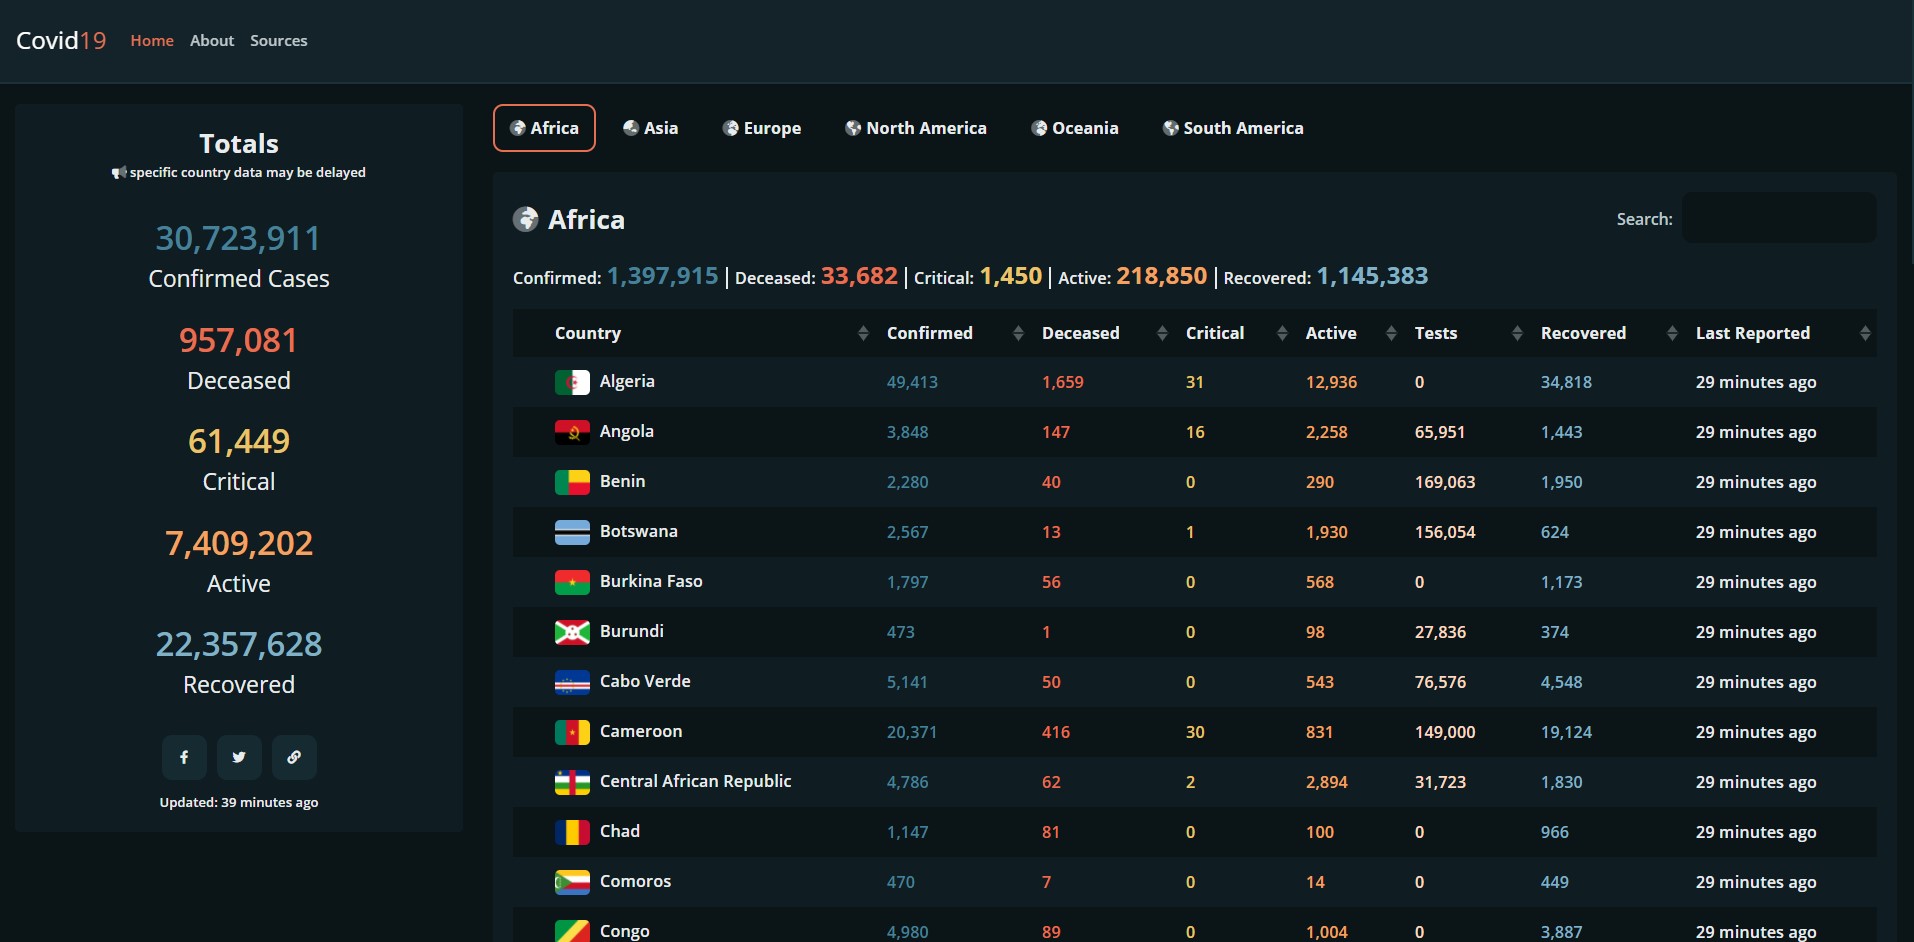 Covid19 Home About Sources
Totals
specific country data may be delayed
30,723,911
Confirmed Cases
957,081
Deceased
61,449
Critical
7,409,202
Active
22,357,628
Recovered
Updated: 39 minutes ago
Africa Asia Europe North America Oceania South America
Africa Search:
Confirmed: 1,397,915 | Deceased: 33,682 | Critical: 1,450 | Active: 218,850 | Recovered: 1,145,383
Country Confirmed Deceased Critical Active Tests Recovered Last Reported
Algeria 49,413 1,659 31 12,936 0 34,818 29 minutes ago
Angola 3,848 147 16 2,258 65,951 1,443 29 minutes ago
Benin 2,280 40 0 290 169,063 1,950 29 minutes ago
Botswana 2,567 13 1 1,930 156,054 624 29 minutes ago
Burkina Faso 1,797 56 0 568 0 1,173 29 minutes ago
Burundi 473 1 0 98 27,836 374 29 minutes ago
Cabo Verde 5,141 50 0 543 76,576 4,548 29 minutes ago
Cameroon 20,371 416 30 831 149,000 19,124 29 minutes ago
Central African Republic 4,786 62 2 2,894 31,723 1,830 29 minutes ago
Chad 1,147 81 0 100 0 966 29 minutes ago
Comoros 470 7 0 14 0 449 29 minutes ago
Congo 4,980 89 0 1,004 0 3,887 29 minutes ago